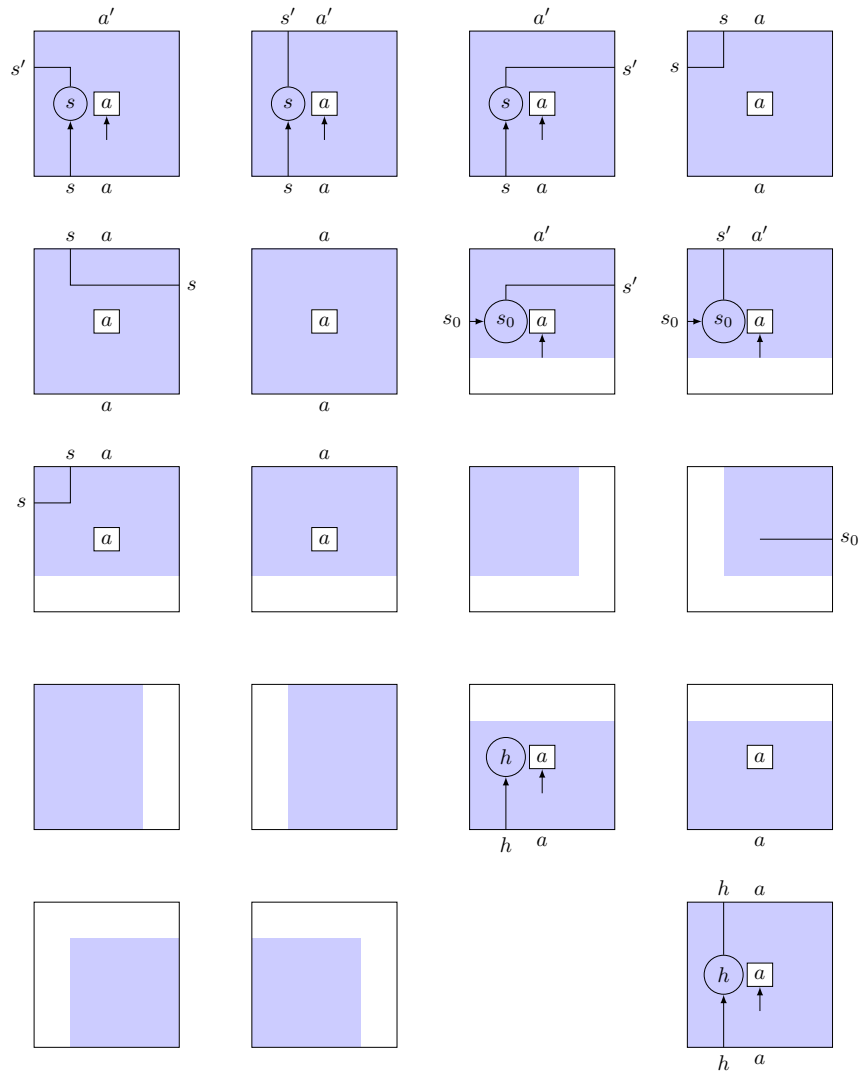 a′ s′ a′ a′ s a
s′ s a s a s a s′ s a
s a s a s a a
s a a a′ s′ a′
a s a s₀ s₀ a s′ s₀ s₀ a
a a
s a a
s a a s₀
h a a
h a a
h a
h a
h a